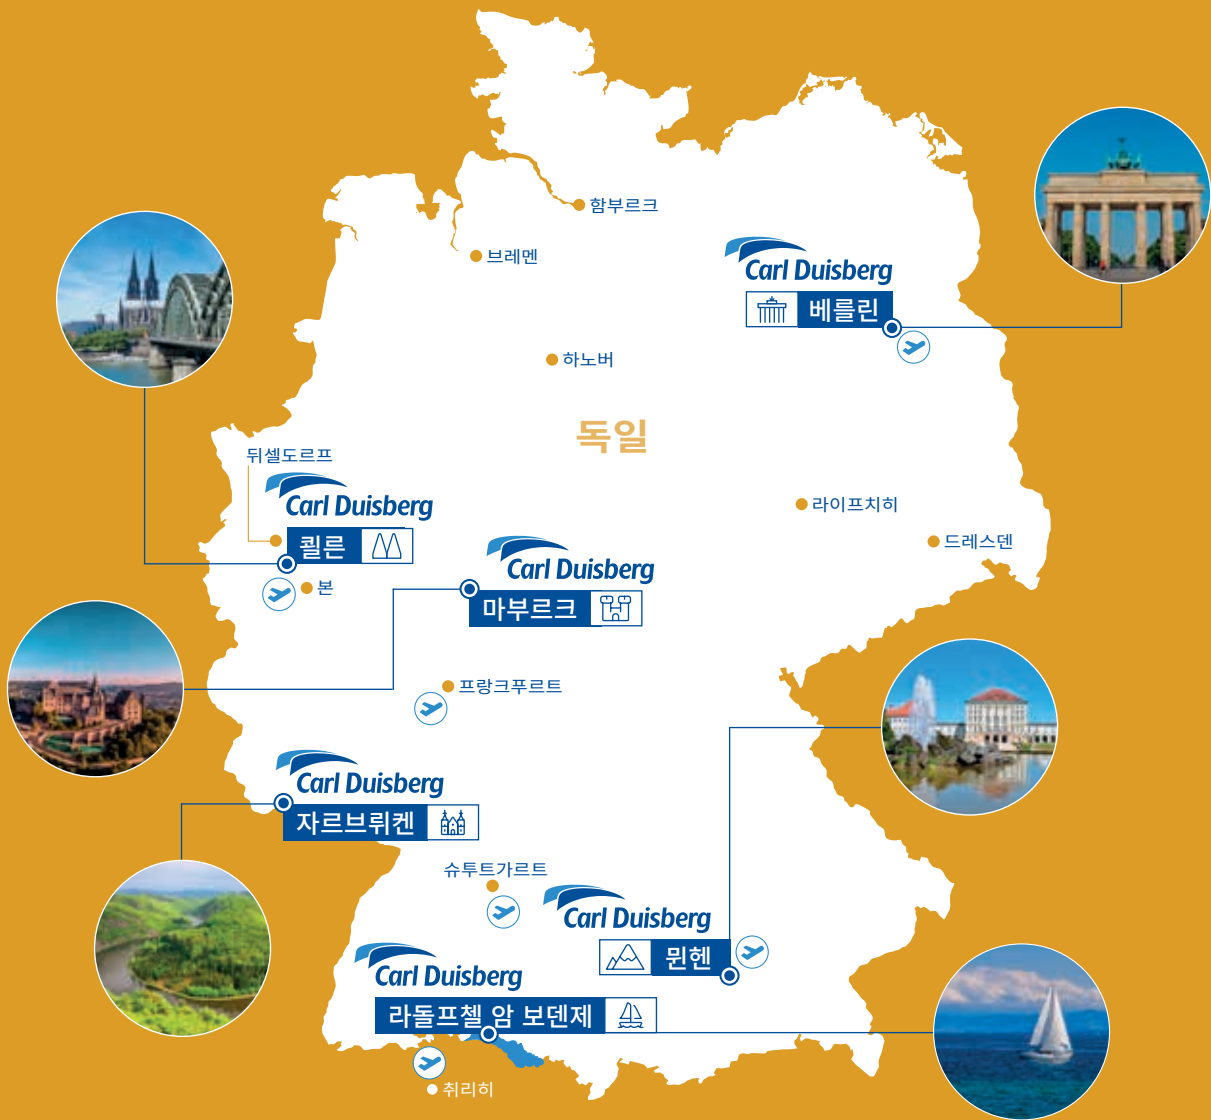 함부르크
브레멘
Carl Duisberg
베를린
하노버
독일
뒤셀도르프
Carl Duisberg
쾰른
라이프치히
드레스덴
본
Carl Duisberg
마부르크
프랑크푸르트
Carl Duisberg
자르브뤼켄
슈투트가르트
Carl Duisberg
뮌헨
Carl Duisberg
라돌프첼 암 보덴제
취리히